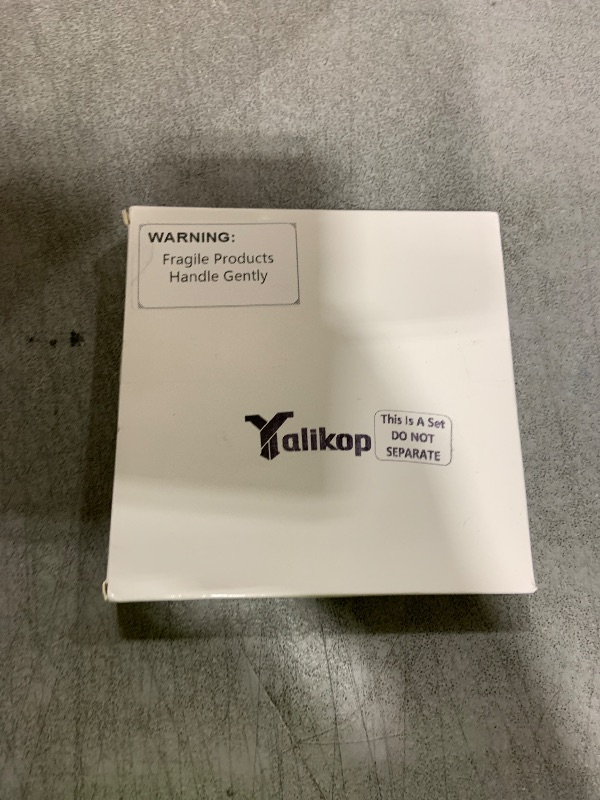 WARNING:
Fragile Products
Handle Gently
Yalikop
This Is A Set
DO NOT
SEPARATE